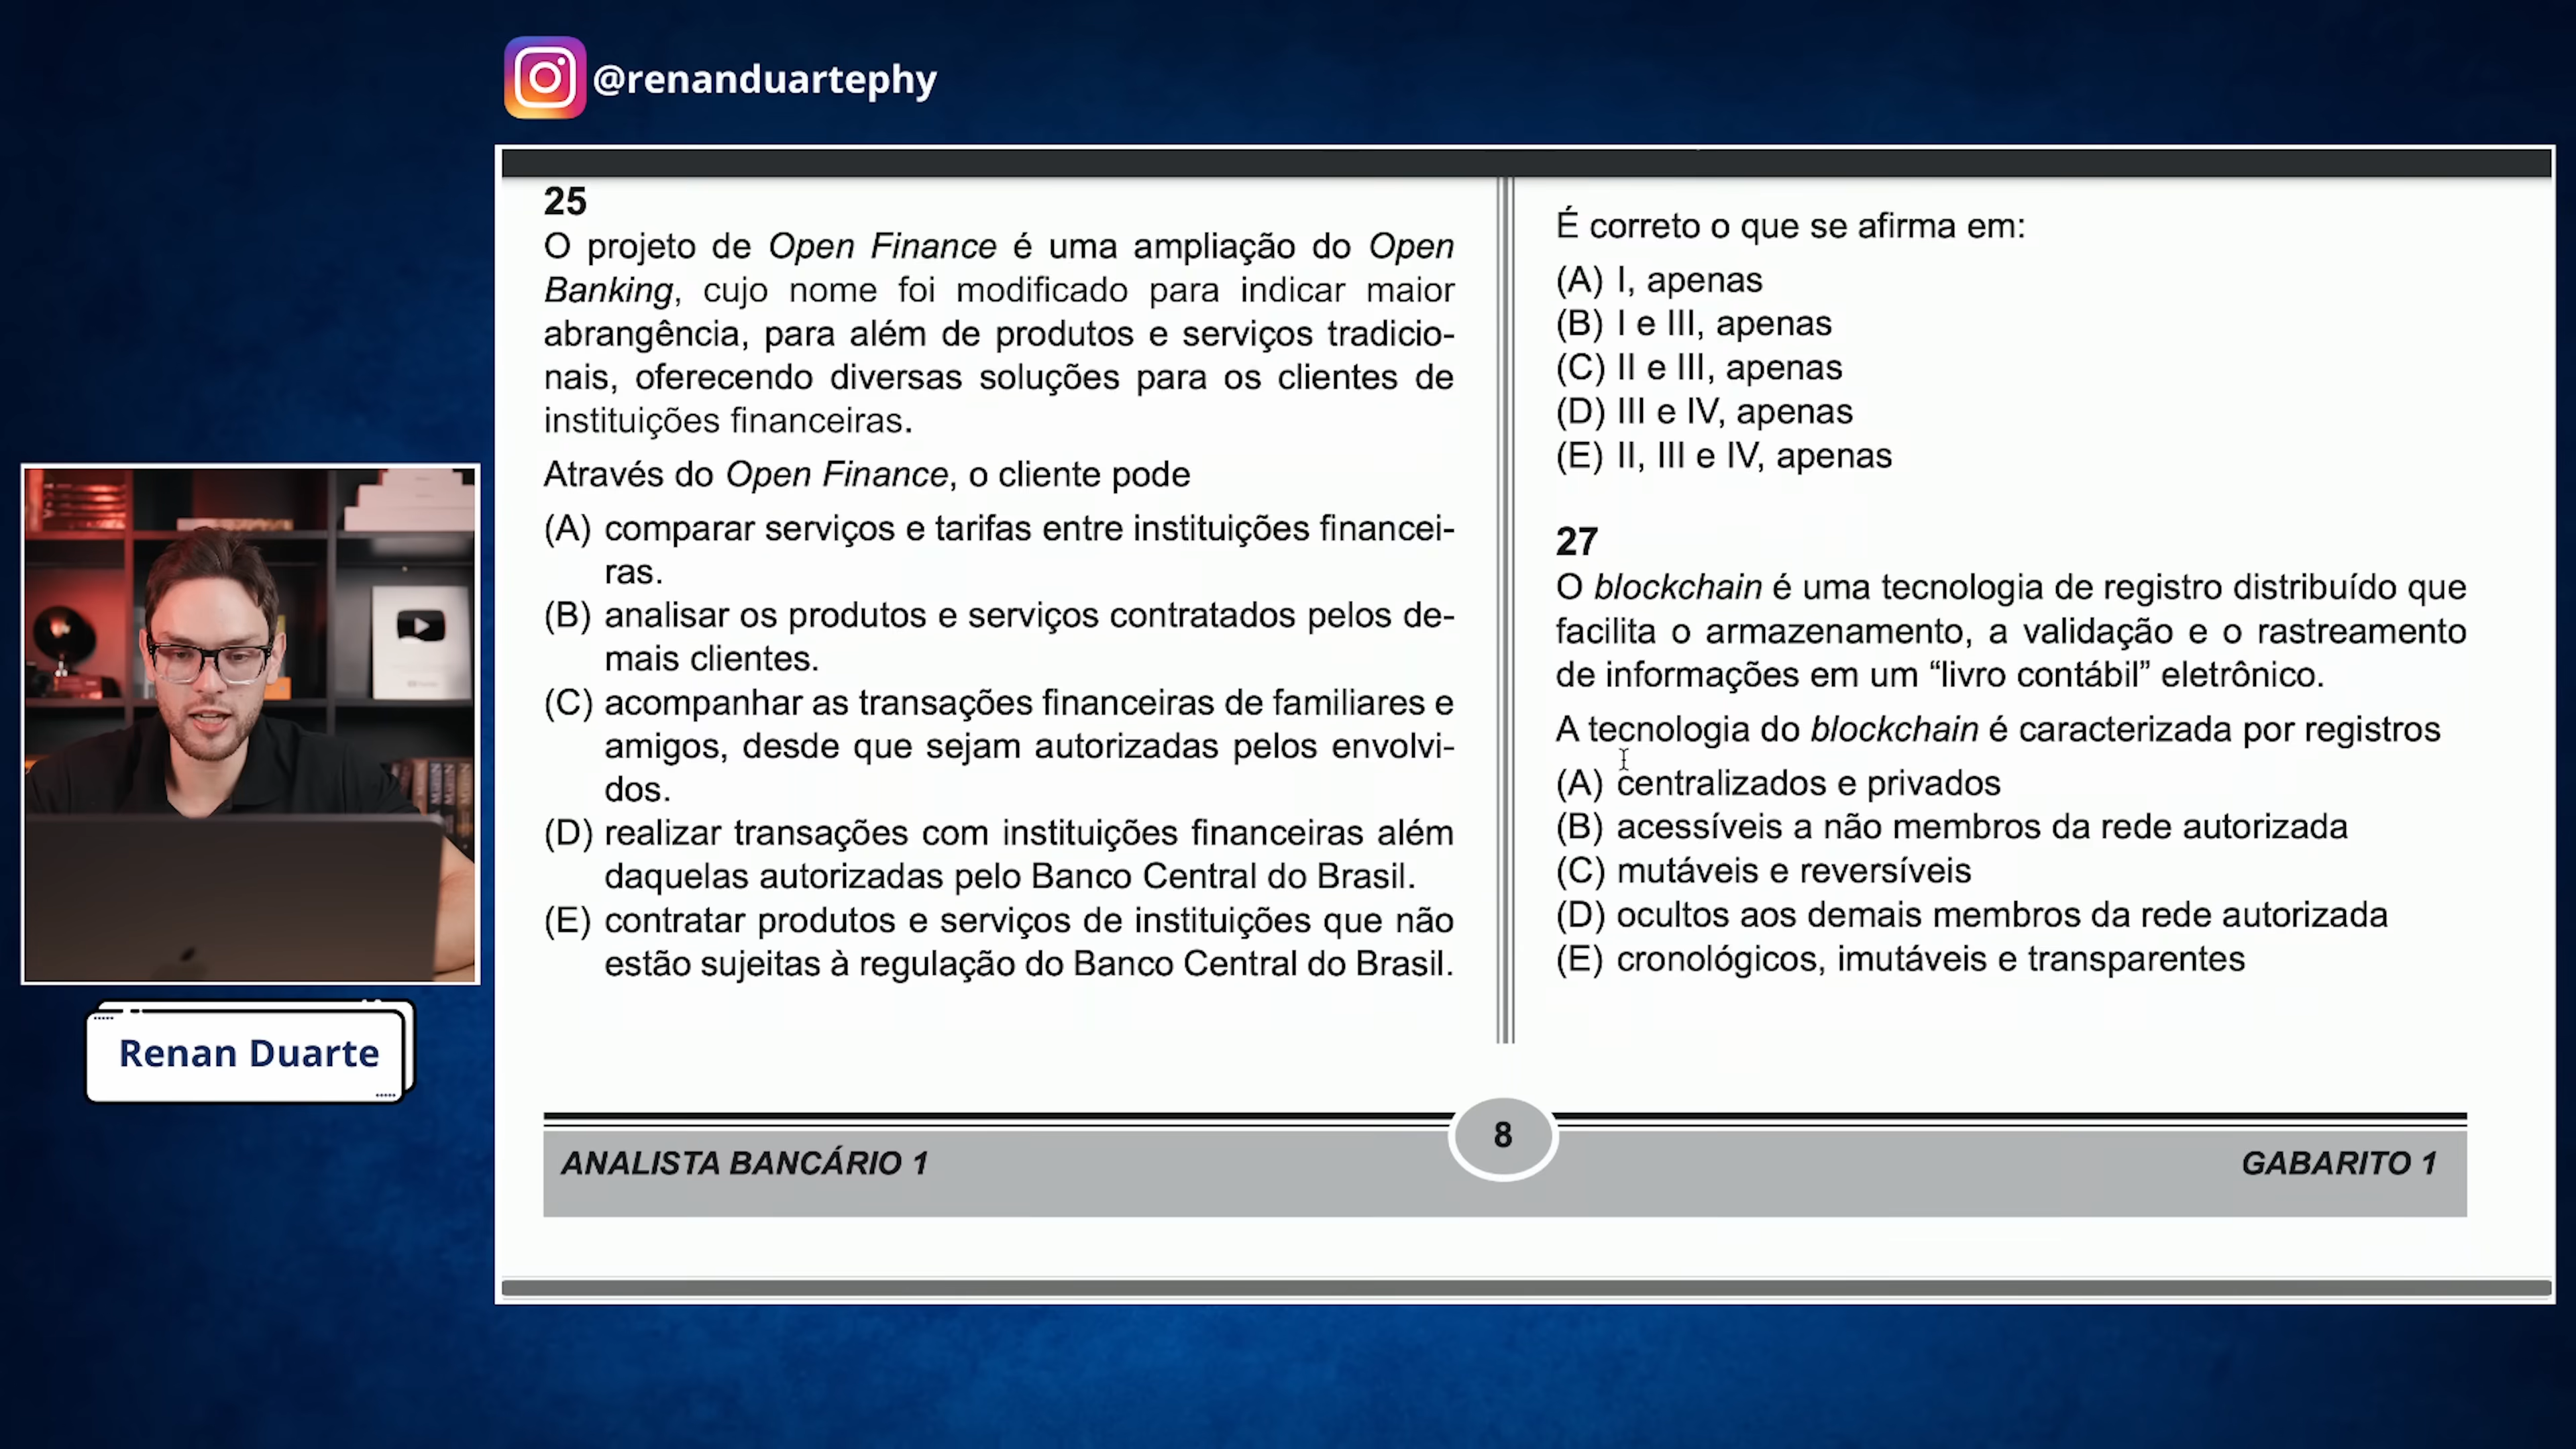 @renanduartephy
25
O projeto de Open Finance é uma ampliação do Open
Banking, cujo nome foi modificado para indicar maior
abrangência, para além de produtos e serviços tradicio-
nais, oferecendo diversas soluções para os clientes de
instituições financeiras.
Através do Open Finance, o cliente pode
(A) comparar serviços e tarifas entre instituições financei-
ras.
(B) analisar os produtos e serviços contratados pelos de-
mais clientes.
(C) acompanhar as transações financeiras de familiares e
amigos, desde que sejam autorizadas pelos envolvi-
dos.
(D) realizar transações com instituições financeiras além
daquelas autorizadas pelo Banco Central do Brasil.
(E) contratar produtos e serviços de instituições que não
estão sujeitas à regulação do Banco Central do Brasil.
É correto o que se afirma em:
(A) I, apenas
(B) I e III, apenas
(C) II e III, apenas
(D) III e IV, apenas
(E) II, III e IV, apenas
27
O blockchain é uma tecnologia de registro distribuído que
facilita o armazenamento, a validação e o rastreamento
de informações em um “livro contábil” eletrônico.
A tecnologia do blockchain é caracterizada por registros
(A) centralizados e privados
(B) acessíveis a não membros da rede autorizada
(C) mutáveis e reversíveis
(D) ocultos aos demais membros da rede autorizada
(E) cronológicos, imutáveis e transparentes
Renan Duarte
ANALISTA BANCÁRIO 1
8
GABARITO 1